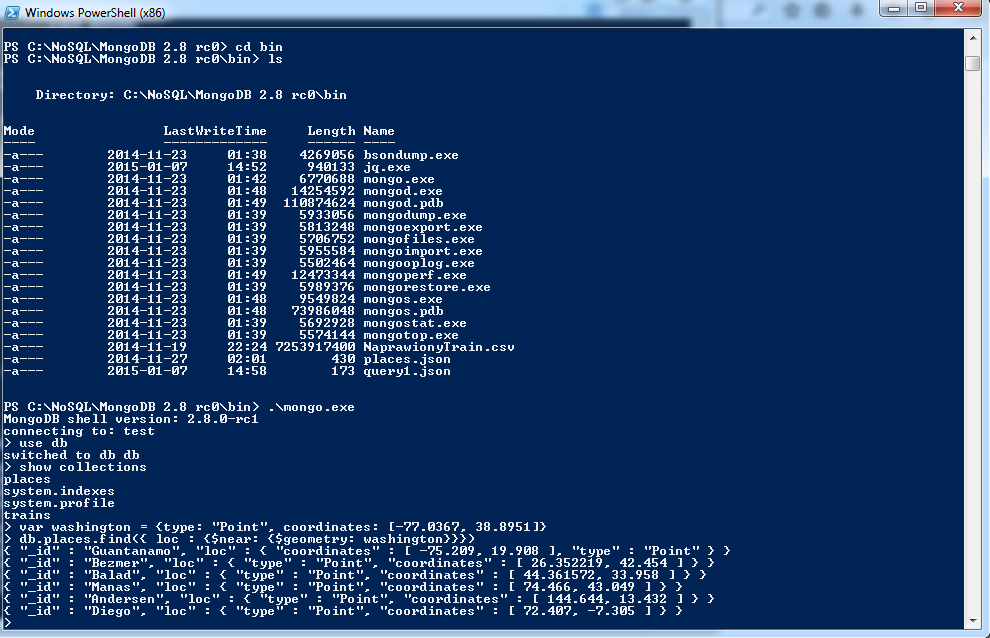 Windows PowerShell (x86)
PS C:\NoSQL\MongoDB 2.8 rc0> cd bin
PS C:\NoSQL\MongoDB 2.8 rc0\bin> ls
Directory: C:\NoSQL\MongoDB 2.8 rc0\bin
Mode LastWriteTime Length Name
---- ------------- ------ ----
-a--- 2014-11-23 01:38 4269056 bsondump.exe
-a--- 2015-01-07 14:52 940133 jq.exe
-a--- 2014-11-23 01:42 6770688 mongo.exe
-a--- 2014-11-23 01:48 14254592 mongod.exe
-a--- 2014-11-23 01:49 110874624 mongod.pdb
-a--- 2014-11-23 01:39 5933056 mongodump.exe
-a--- 2014-11-23 01:39 5813248 mongoexport.exe
-a--- 2014-11-23 01:39 5706752 mongofiles.exe
-a--- 2014-11-23 01:39 5955584 mongoimport.exe
-a--- 2014-11-23 01:39 5502464 mongooplog.exe
-a--- 2014-11-23 01:49 12473344 mongoperf.exe
-a--- 2014-11-23 01:39 5989376 mongorestore.exe
-a--- 2014-11-23 01:48 9549824 mongos.exe
-a--- 2014-11-23 01:48 73986048 mongos.pdb
-a--- 2014-11-23 01:39 5692928 mongostat.exe
-a--- 2014-11-23 01:39 5574144 mongotop.exe
-a--- 2014-11-19 22:24 7253917400 NaprawionyTrain.csv
-a--- 2014-11-27 02:01 430 places.json
-a--- 2015-01-07 14:58 173 query1.json
PS C:\NoSQL\MongoDB 2.8 rc0\bin> .\mongo.exe
MongoDB shell version: 2.8.0-rc1
connecting to: test
> use db
switched to db db
> show collections
places
system.indexes
system.profile
trains
> var washington = {type: "Point", coordinates: [-77.0367, 38.8951]}
> db.places.find({ loc : {$near: {$geometry: washington}}})
{ "_id" : "Guantanamo", "loc" : { "coordinates" : [ -75.209, 19.908 ], "type" : "Point" } }
{ "_id" : "Bezmer", "loc" : { "type" : "Point", "coordinates" : [ 26.352219, 42.454 ] } }
{ "_id" : "Balad", "loc" : { "type" : "Point", "coordinates" : [ 44.361572, 33.958 ] } }
{ "_id" : "Manas", "loc" : { "type" : "Point", "coordinates" : [ 74.466, 43.049 ] } }
{ "_id" : "Andersen", "loc" : { "type" : "Point", "coordinates" : [ 144.644, 13.432 ] } }
{ "_id" : "Diego", "loc" : { "type" : "Point", "coordinates" : [ 72.407, -7.305 ] } }
>